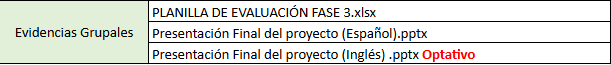 PLANILLA DE EVALUACIÓN FASE 3.xlsx
Evidencias Grupales
Presentación Final del proyecto (Español).pptx
Presentación Final del proyecto (Inglés) .pptx Optativo